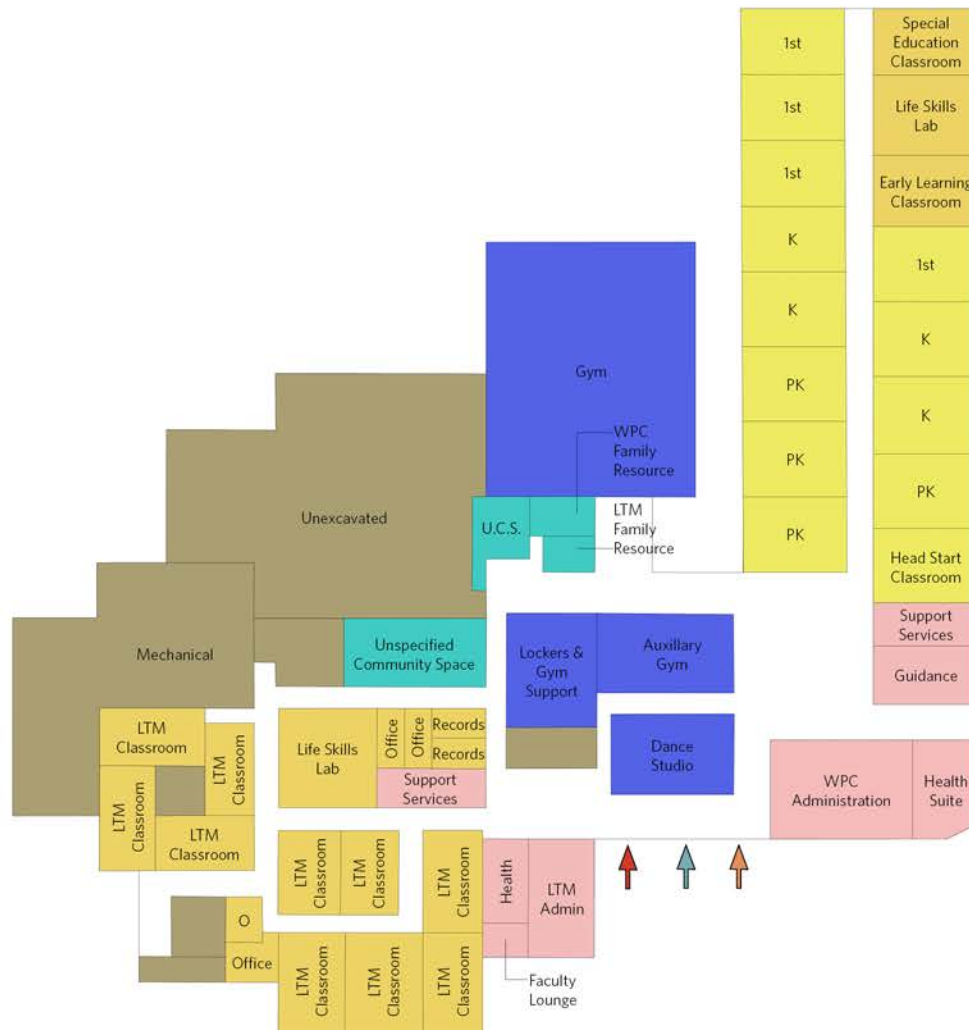 1st
1st
1st
K
K
PK
PK
PK
Special
Education
Classroom
Life Skills
Lab
Early Learning
Classroom
1st
K
K
PK
Head Start
Classroom
Support
Services
Guidance
Gym
WPC
Family
Resource
LTM
Family
Resource
U.C.S.
Unexcavated
Mechanical
Unspecified
Community Space
Lockers &
Gym
Support
Auxillary
Gym
Dance
Studio
WPC
Administration
Health
Suite
LTM
Classroom
LTM
Classroom
LTM
Classroom
LTM
Classroom
Life Skills
Lab
Office
Office
Records
Records
Support
Services
LTM
Classroom
LTM
Classroom
LTM
Classroom
Health
LTM
Admin
O
Office
LTM
Classroom
LTM
Classroom
LTM
Classroom
Faculty
Lounge